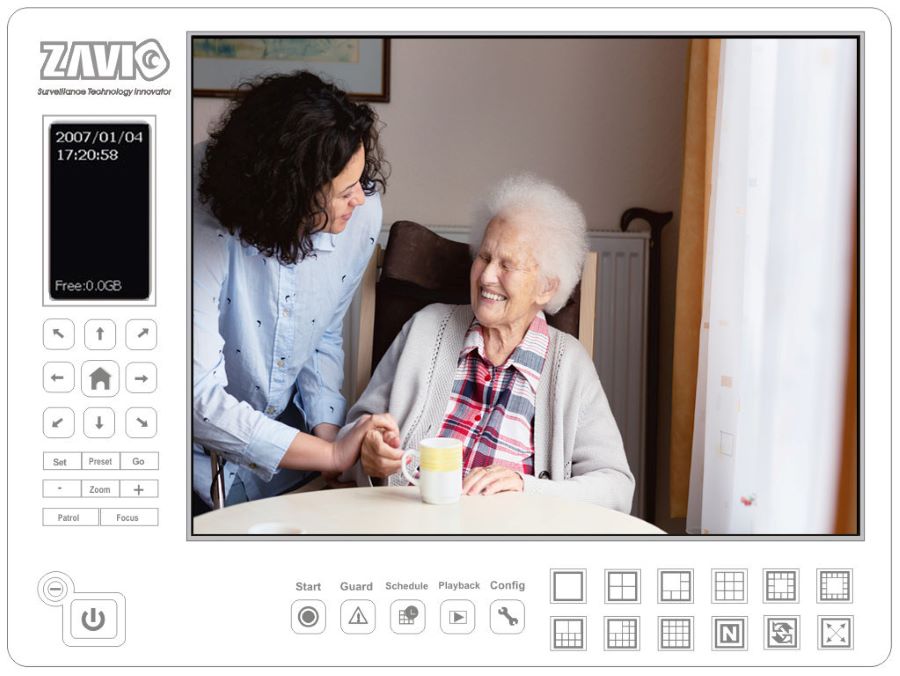 ZAVIO
Surveillance Technology Innovator
2007/01/04
17:20:58
Free:0.0GB
Set Preset Go
- Zoom +
Patrol Focus
Start Guard Schedule Playback Config
N